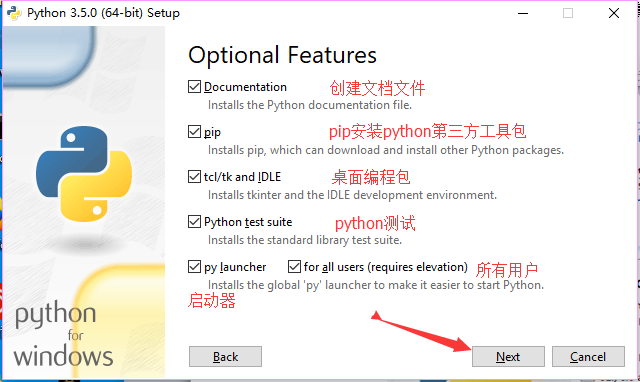 Python 3.5.0 (64-bit) Setup
Optional Features
Documentation 创建文档文件
Installs the Python documentation file.
pip pip安装python第三方工具包
Installs pip, which can download and install other Python packages.
tcl/tk and IDLE 桌面编程包
Installs tkinter and the IDLE development environment.
Python test suite python测试
Installs the standard library test suite.
py launcher for all users (requires elevation) 所有用户
Installs the global 'py' launcher to make it easier to start Python.
启动器
python
for
windows
Back Next Cancel